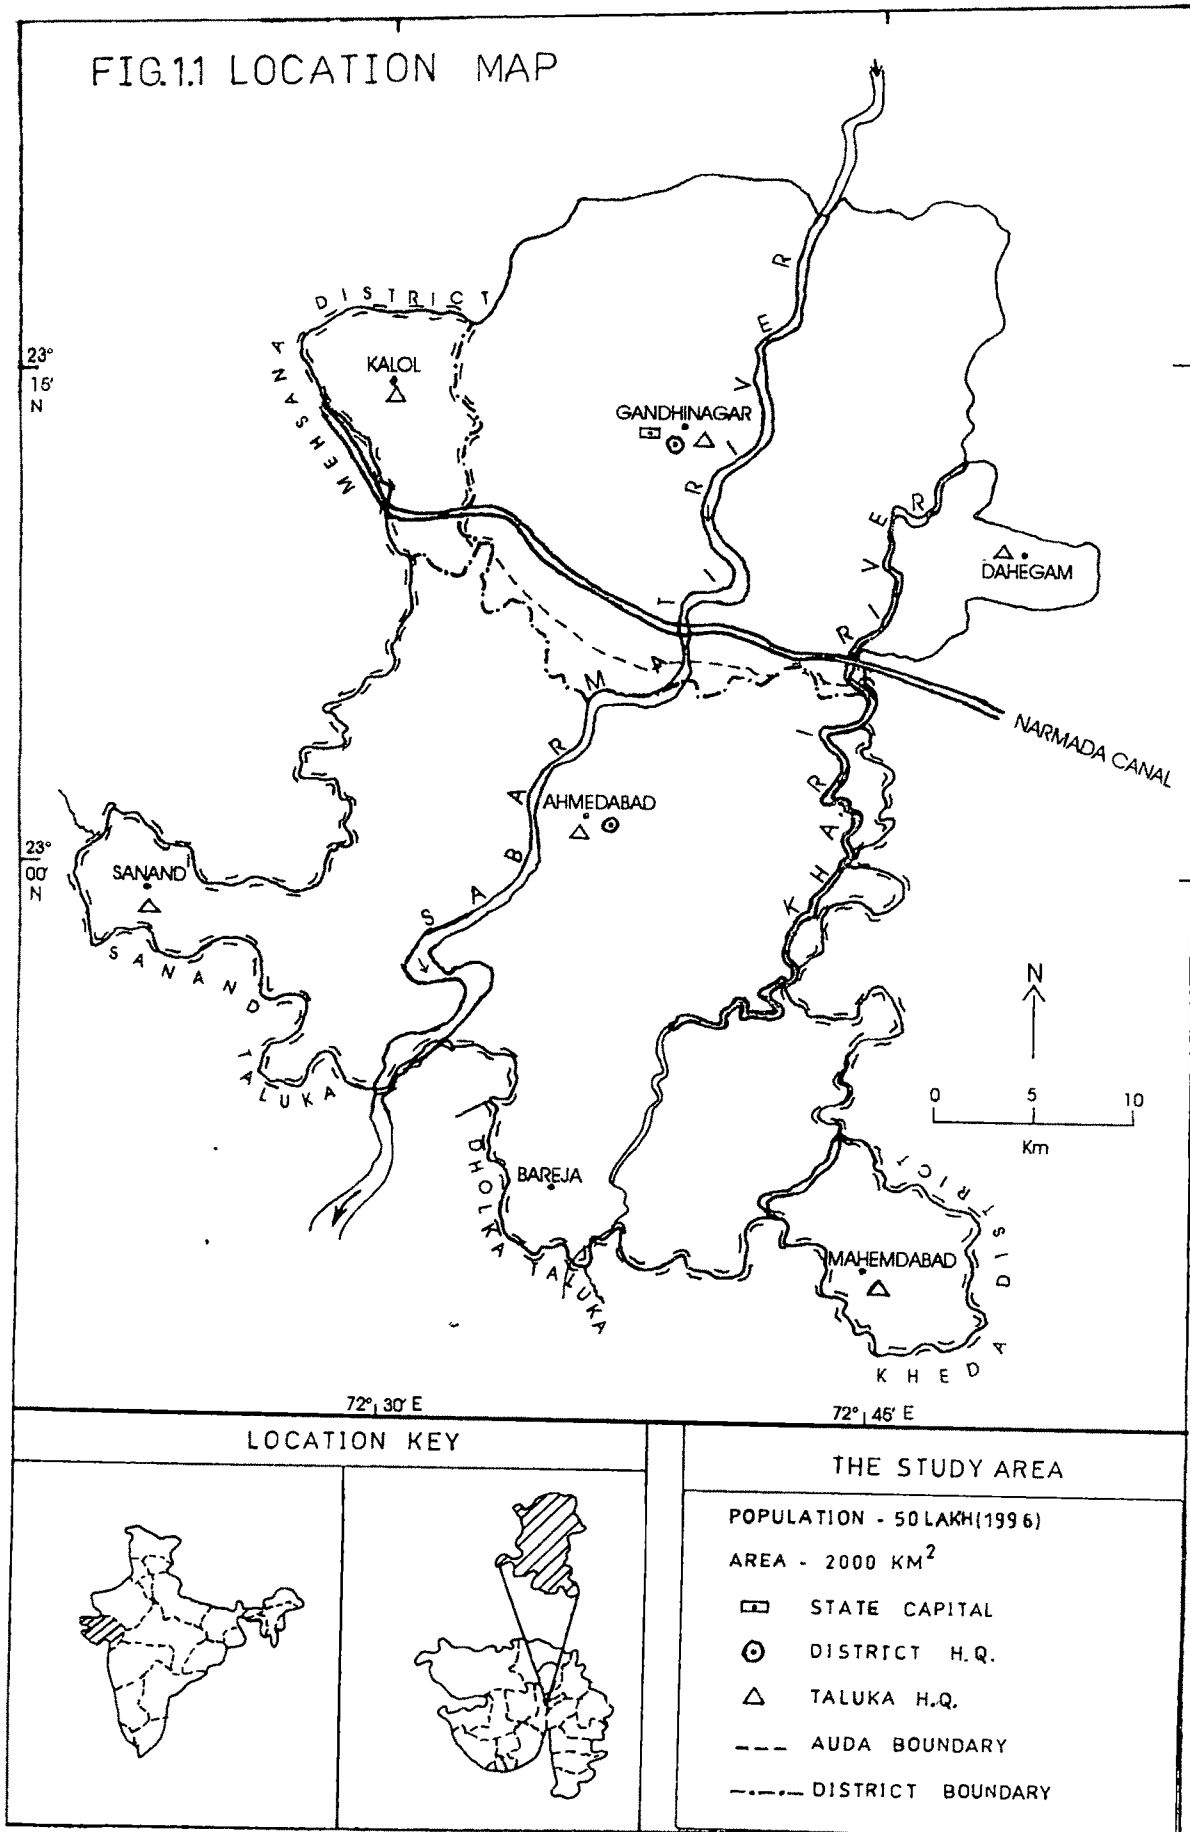 FIG.1.1 LOCATION MAP
MEHSANA DISTRICT
KALOL
23°
15'
N
GANDHINAGAR
SABARMATI RIVER
KHARI RIVER
DAHEGAM
NARMADA CANAL
AHMEDABAD
23°
00'
N
SANAND
SANAND TALUKA
N
0 5 10
Km
DHOLKA TALUKA
BAREJA
MAHEMDABAD
KHEDA DISTRICT
72° 30' E
72° 45' E
LOCATION KEY
THE STUDY AREA
POPULATION - 50 LAKH (1996)
AREA - 2000 KM²
STATE CAPITAL
DISTRICT H.Q.
TALUKA H.Q.
AUDA BOUNDARY
DISTRICT BOUNDARY